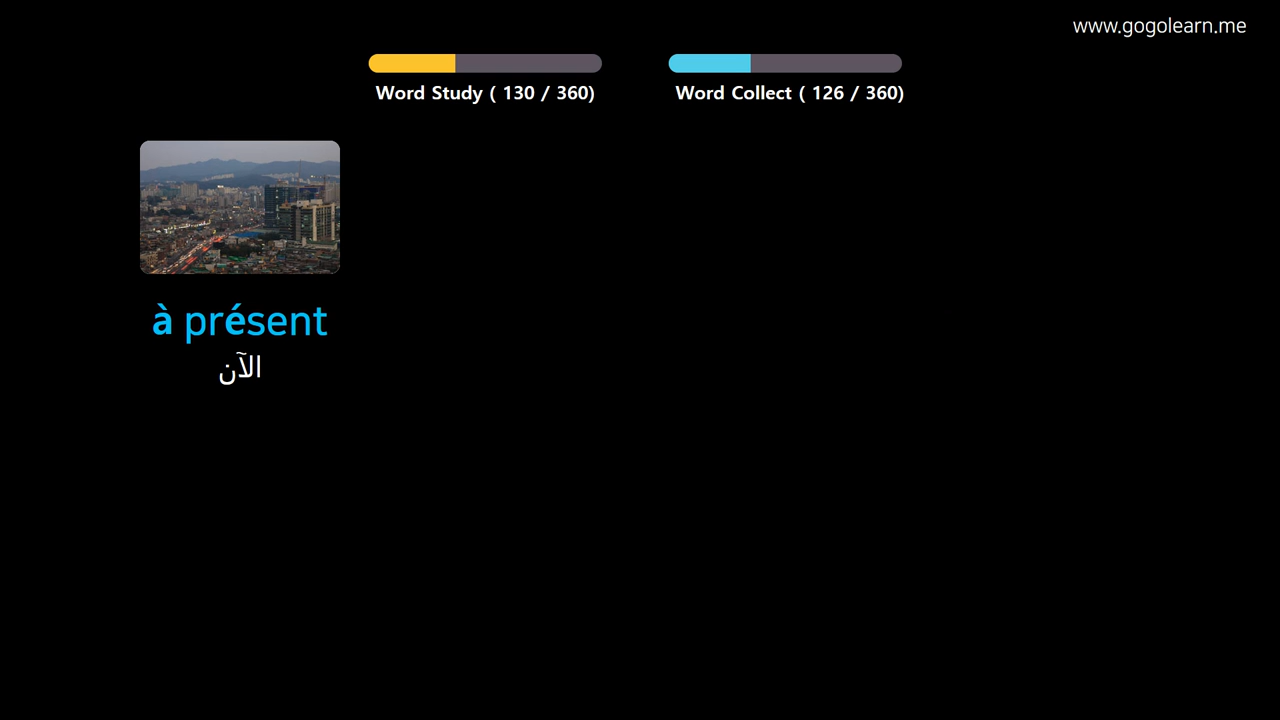 www.gogolearn.me
Word Study ( 130 / 360)
Word Collect ( 126 / 360)
à présent
الآن